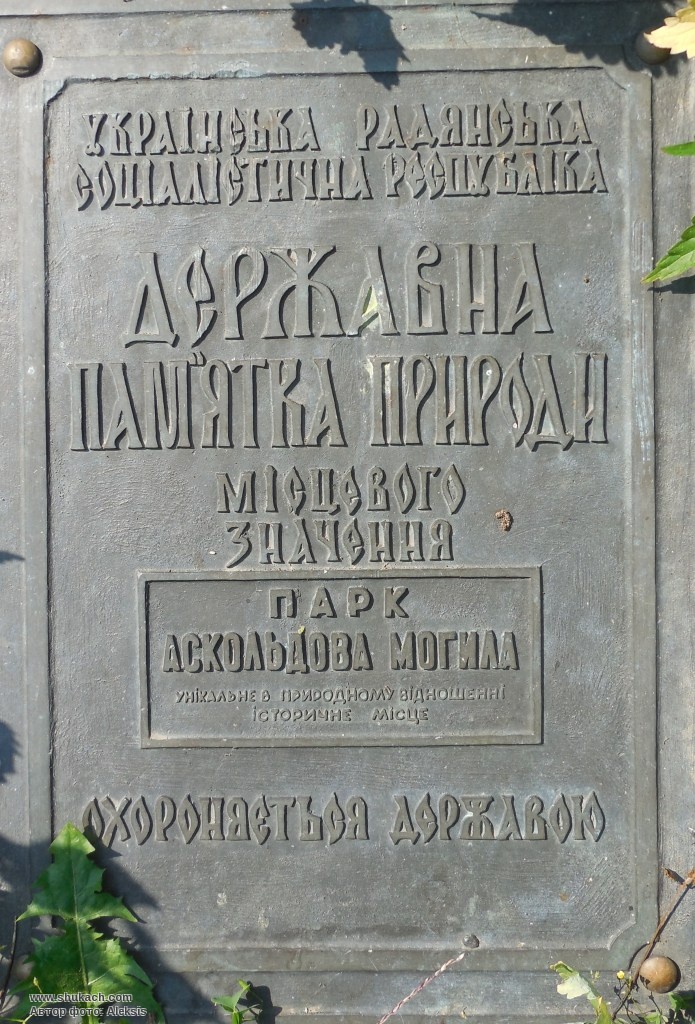 УКРАЇНСЬКА РАДЯНСЬКА
СОЦІАЛІСТИЧНА РЕСПУБЛІКА
ДЕРЖАВНА
ПАМ'ЯТКА ПРИРОДИ
МІСЦЕВОГО
ЗНАЧЕННЯ
ПАРК
АСКОЛЬДОВА МОГИЛА
УНІКАЛЬНЕ В ПРИРОДНОМУ ВІДНОШЕННІ
ІСТОРИЧНЕ МІСЦЕ
ОХОРОНЯЄТЬСЯ ДЕРЖАВОЮ
www.shukach.com
Автор фото: Aleksis